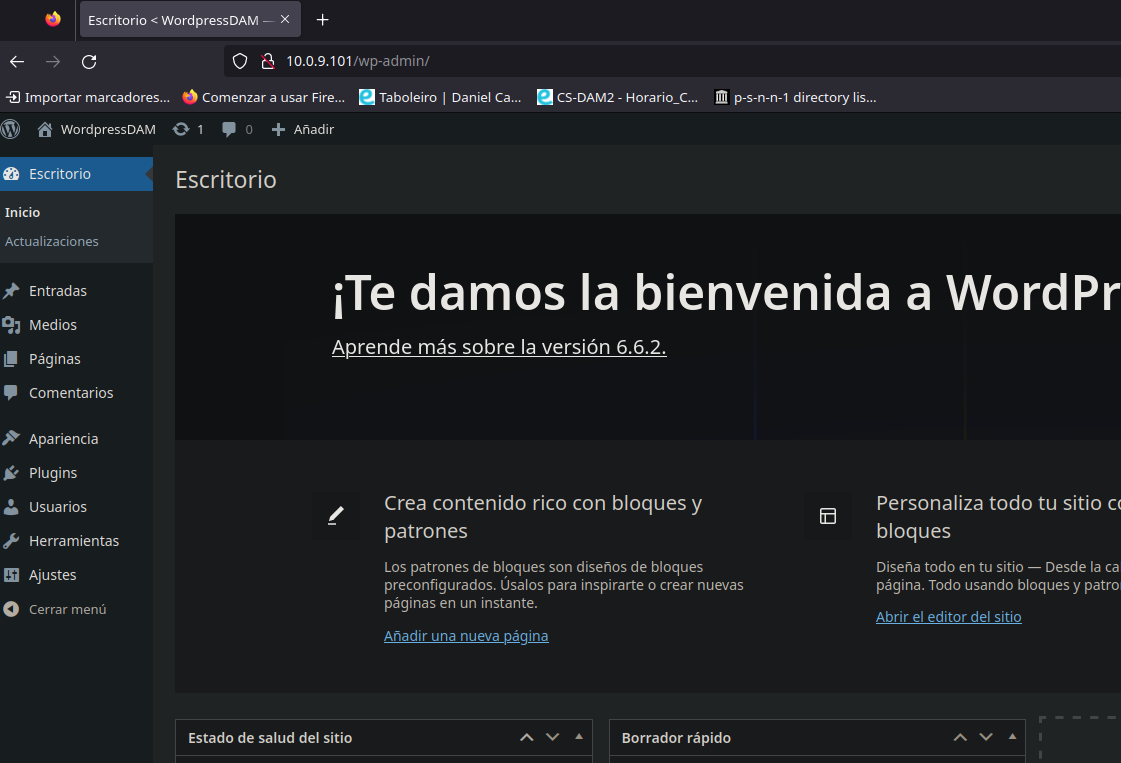 Escritorio < WordpressDAM —
10.0.9.101/wp-admin/
Importar marcadores... Comenzar a usar Fire... Taboleiro | Daniel Ca... CS-DAM2 - Horario_C... p-s-n-n-1 directory lis...
WordpressDAM 1 0 Añadir
Escritorio
Inicio
Actualizaciones
Entradas
Medios
Páginas
Comentarios
Apariencia
Plugins
Usuarios
Herramientas
Ajustes
Cerrar menú
Escritorio
¡Te damos la bienvenida a WordPr
Aprende más sobre la versión 6.6.2.
Crea contenido rico con bloques y
patrones
Los patrones de bloques son diseños de bloques
preconfigurados. Úsalos para inspirarte o crear nuevas
páginas en un instante.
Añadir una nueva página
Personaliza todo tu sitio co
bloques
Diseña todo en tu sitio — Desde la ca
página. Todo usando bloques y patro
Abrir el editor del sitio
Estado de salud del sitio
Borrador rápido